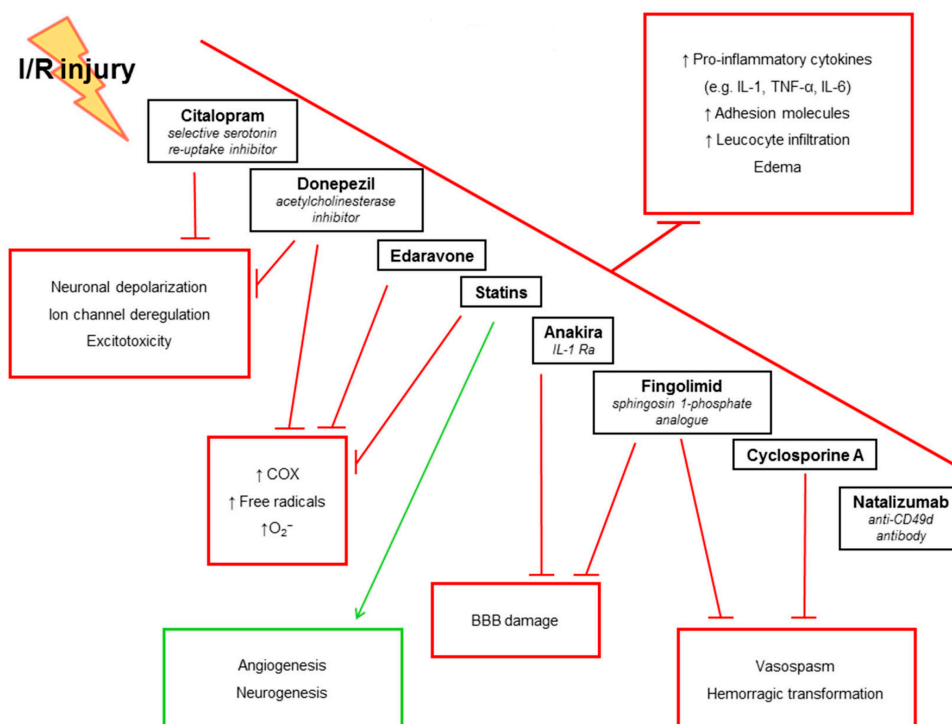 I/R injury
↑ Pro-inflammatory cytokines
(e.g. IL-1, TNF-α, IL-6)
↑ Adhesion molecules
↑ Leucocyte infiltration
Edema
Citalopram
selective serotonin
re-uptake inhibitor
Donepezil
acetylcholinesterase
inhibitor
Edaravone
Statins
Anakira
IL-1 Ra
Fingolimid
sphingosin 1-phosphate
analogue
Cyclosporine A
Natalizumab
anti-CD49d
antibody
Neuronal depolarization
Ion channel deregulation
Excitotoxicity
↑ COX
↑ Free radicals
↑O₂⁻
BBB damage
Angiogenesis
Neurogenesis
Vasospasm
Hemorragic transformation